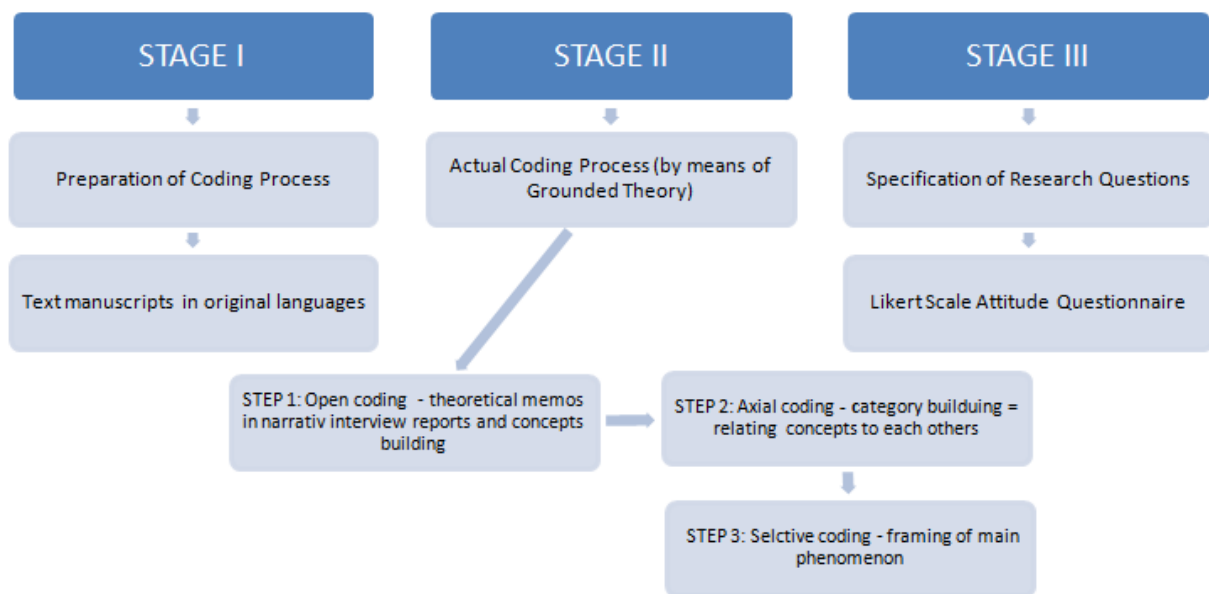 STAGE I
STAGE II
STAGE III
Preparation of Coding Process
Actual Coding Process (by means of
Grounded Theory)
Specification of Research Questions
Text manuscripts in original languages
Likert Scale Attitude Questionnaire
STEP 1: Open coding - theoretical memos
in narrativ interview reports and concepts
building
STEP 2: Axial coding - category builduing =
relating concepts to each others
STEP 3: Selctive coding - framing of main
phenomenon